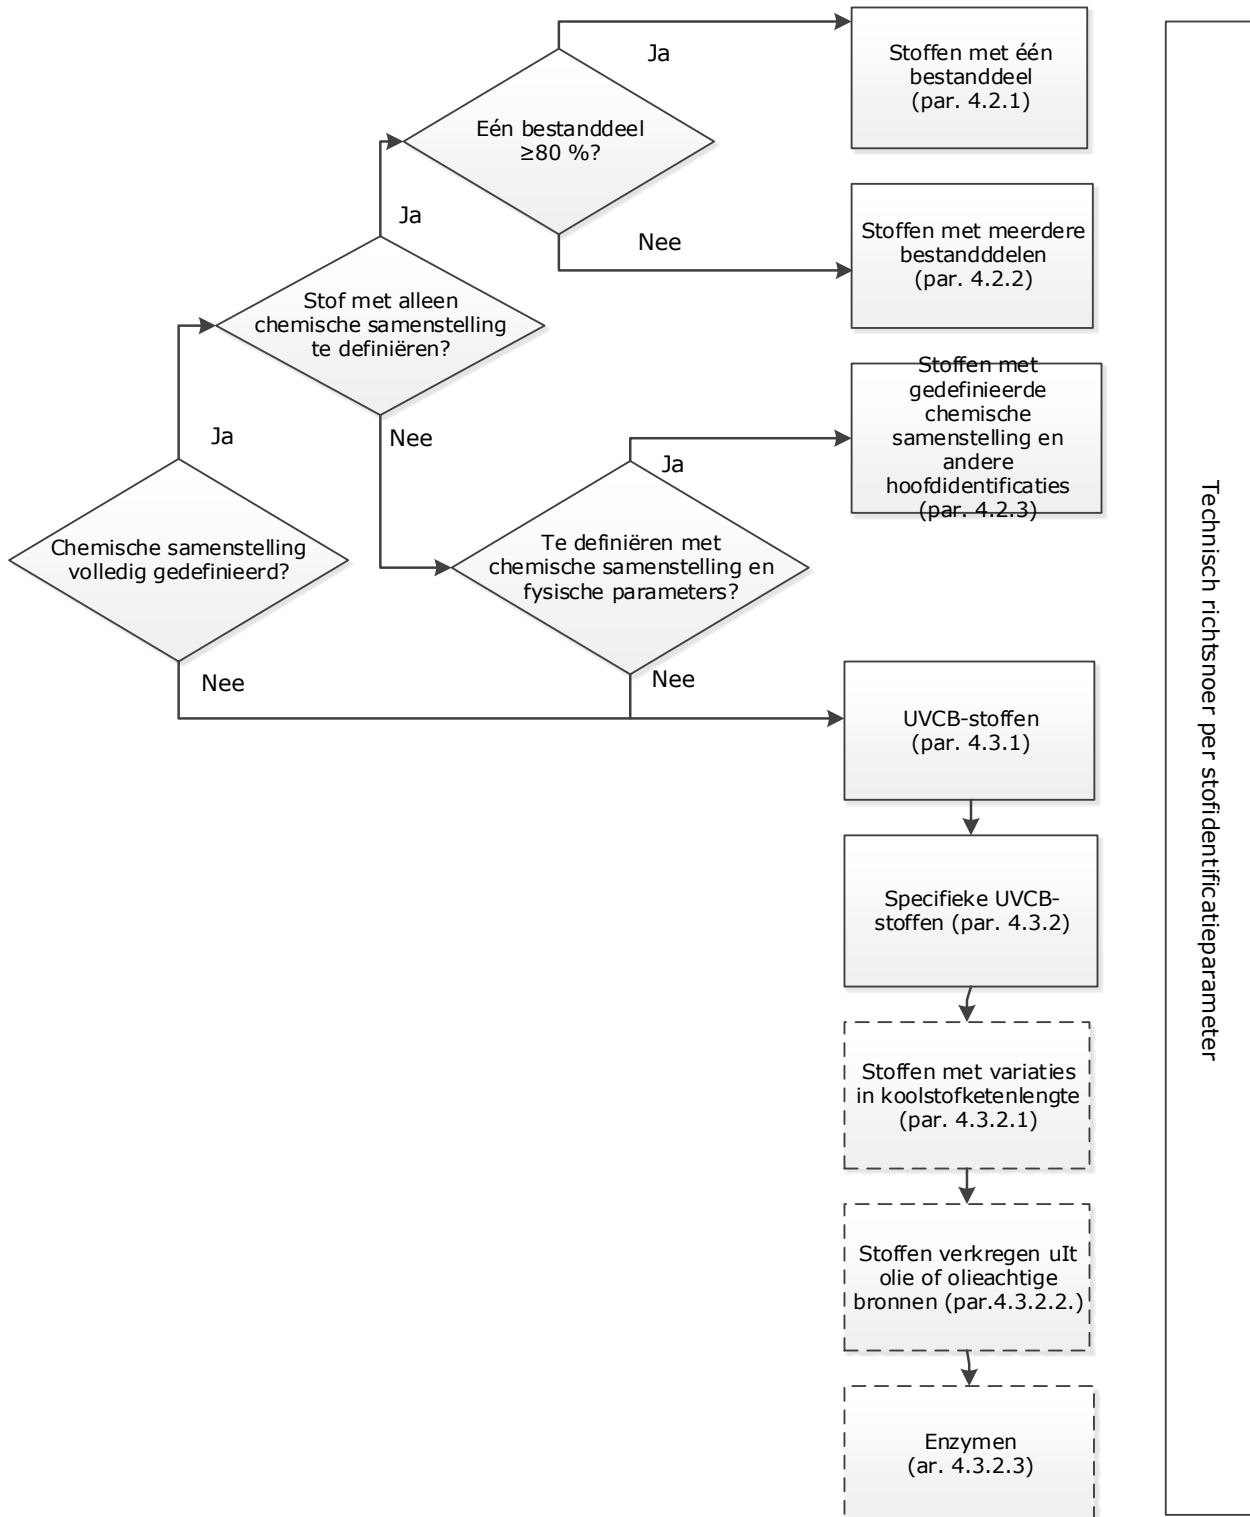 Ja
Stoffen met één
bestanddeel
(par. 4.2.1)
Eén bestanddeel
≥80 %?
Ja
Nee
Stoffen met meerdere
bestandddelen
(par. 4.2.2)
Stof met alleen
chemische samenstelling
te definiëren?
Ja
Nee
Ja
Stoffen met
gedefinieerde
chemische
samenstelling en
andere
hoofdidentificaties
(par. 4.2.3)
Chemische samenstelling
volledig gedefinieerd?
Te definiëren met
chemische samenstelling en
fysische parameters?
Nee
Nee
UVCB-stoffen
(par. 4.3.1)
Specifieke UVCB-
stoffen (par. 4.3.2)
Stoffen met variaties
in koolstofketenlengte
(par. 4.3.2.1)
Stoffen verkregen uIt
olie of olieachtige
bronnen (par.4.3.2.2.)
Enzymen
(ar. 4.3.2.3)
Technisch richtsnoer per stofidentificatieparameter